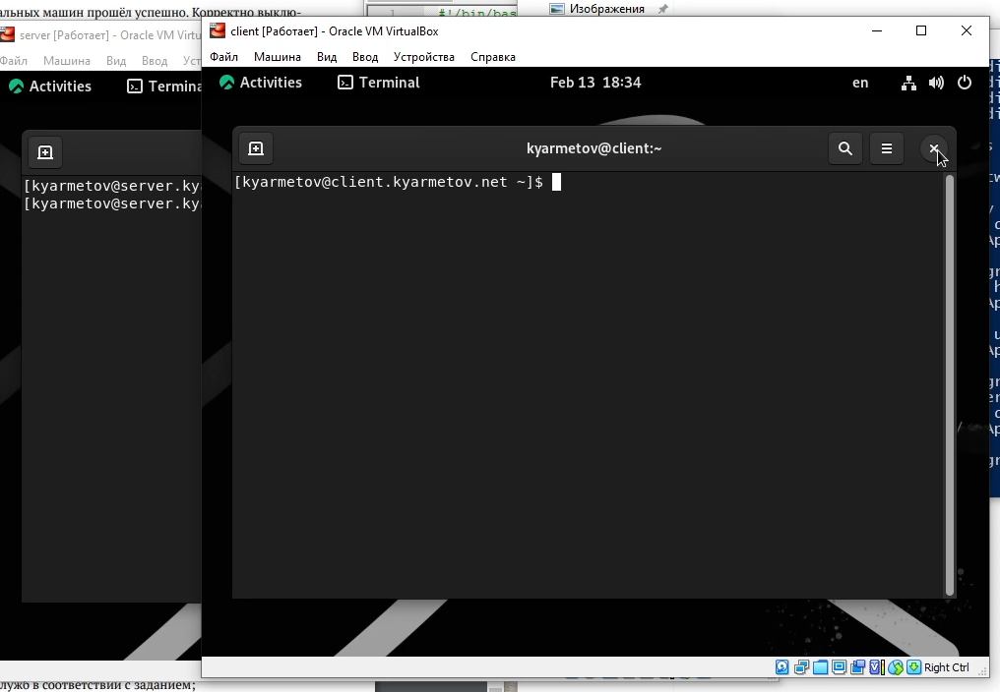 альных машин прошёл успешно. Корректно выклю-
#!/bin/bas
1
Изображения
server [Работает] - Oracle VM Virtu
Файл Машина Вид Ввод Уст
Activities Termina
[kyarmetov@server.ky
[kyarmetov@server.ky
client [Работает] - Oracle VM VirtualBox
Файл Машина Вид Ввод Устройства Справка
Activities Terminal Feb 13 18:34 en
kyarmetov@client:~
[kyarmetov@client.kyarmetov.net ~]$
Right Ctrl
лужб в соответствии с заданием;